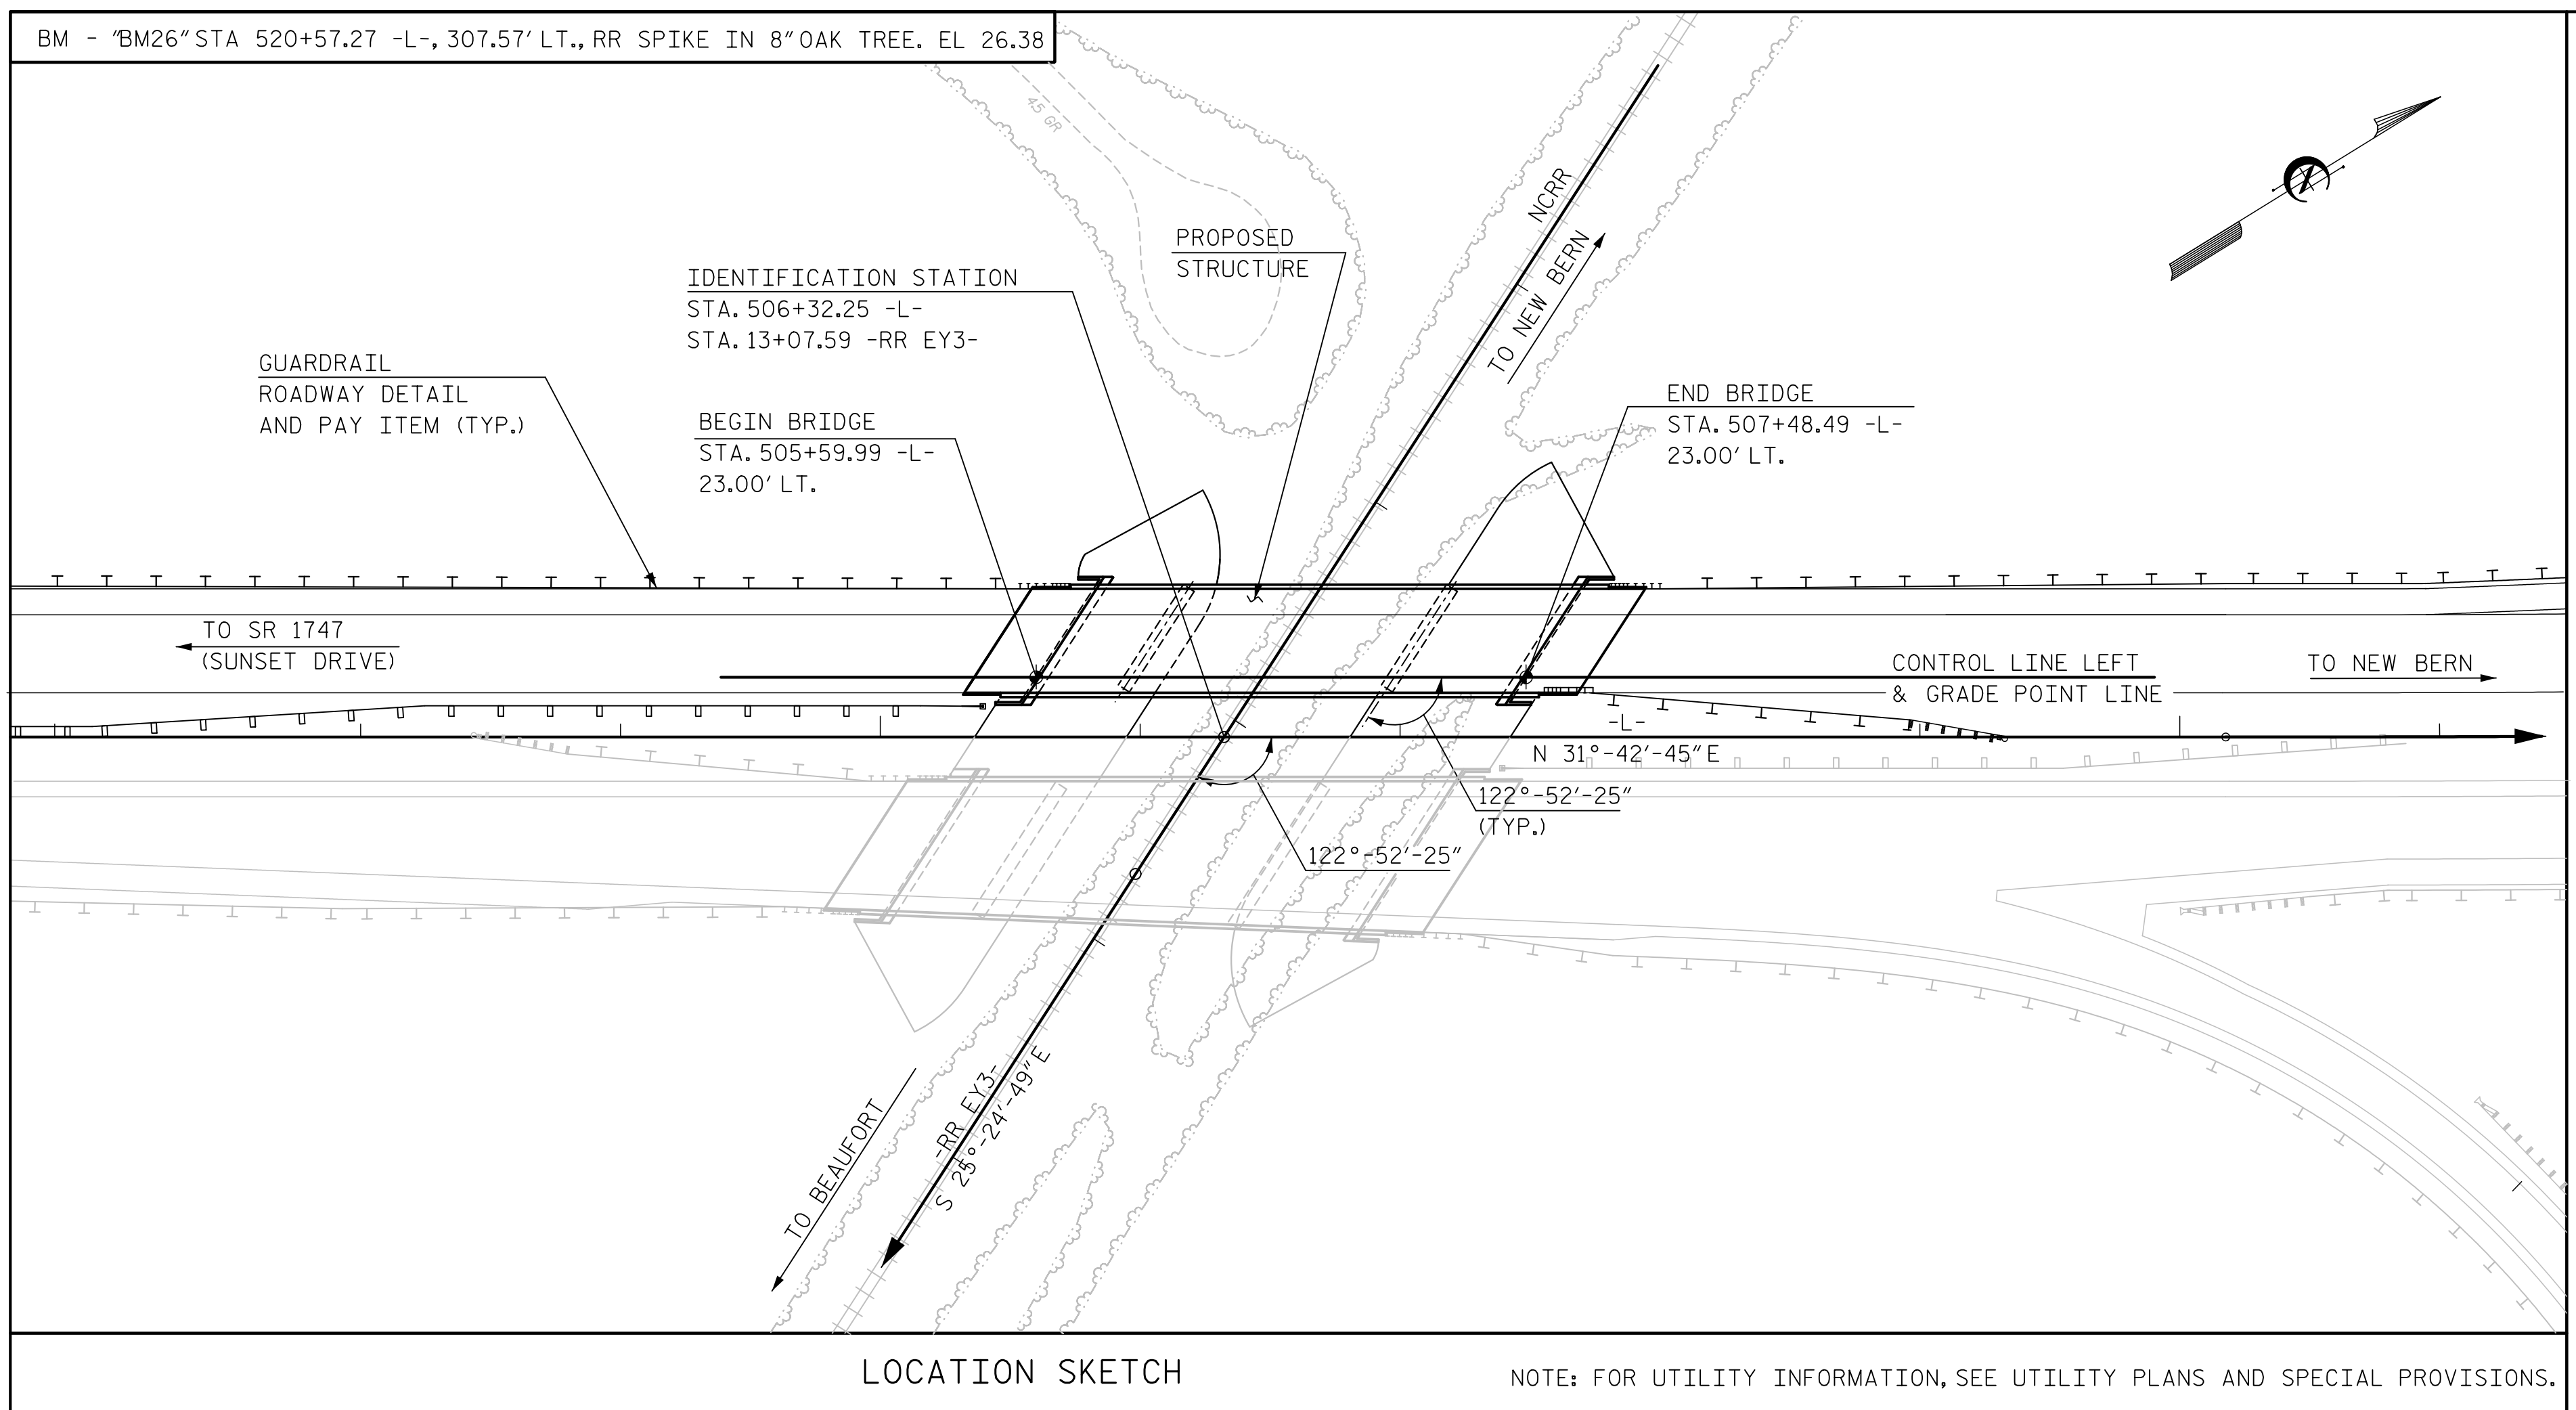 BM - "BM26" STA 520+57.27 -L-, 307.57' LT., RR SPIKE IN 8" OAK TREE. EL 26.38
45 GR
N
NCRR
TO NEW BERN
PROPOSED
STRUCTURE
IDENTIFICATION STATION
STA. 506+32.25 -L-
STA. 13+07.59 -RR EY3-
GUARDRAIL
ROADWAY DETAIL
AND PAY ITEM (TYP.)
BEGIN BRIDGE
STA. 505+59.99 -L-
23.00' LT.
END BRIDGE
STA. 507+48.49 -L-
23.00' LT.
TO SR 1747
(SUNSET DRIVE)
CONTROL LINE LEFT
& GRADE POINT LINE
TO NEW BERN
-L-
N 31°-42'-45" E
122°-52'-25"
(TYP.)
122°-52'-25"
TO BEAUFORT
-RR EY3-
S 25°-24'-49" E
LOCATION SKETCH
NOTE: FOR UTILITY INFORMATION, SEE UTILITY PLANS AND SPECIAL PROVISIONS.